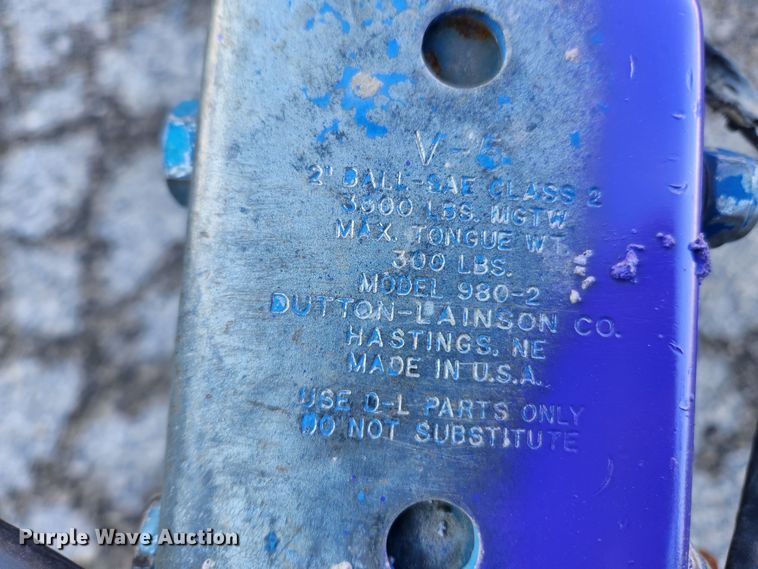 V-5
2" BALL-SAE CLASS 2
3500 LBS. MGTW
MAX. TONGUE WT.
300 LBS.
MODEL 980-2
DUTTON-LAINSON CO.
HASTINGS, NE
MADE IN U.S.A.
USE D-L PARTS ONLY
DO NOT SUBSTITUTE
Purple Wave Auction